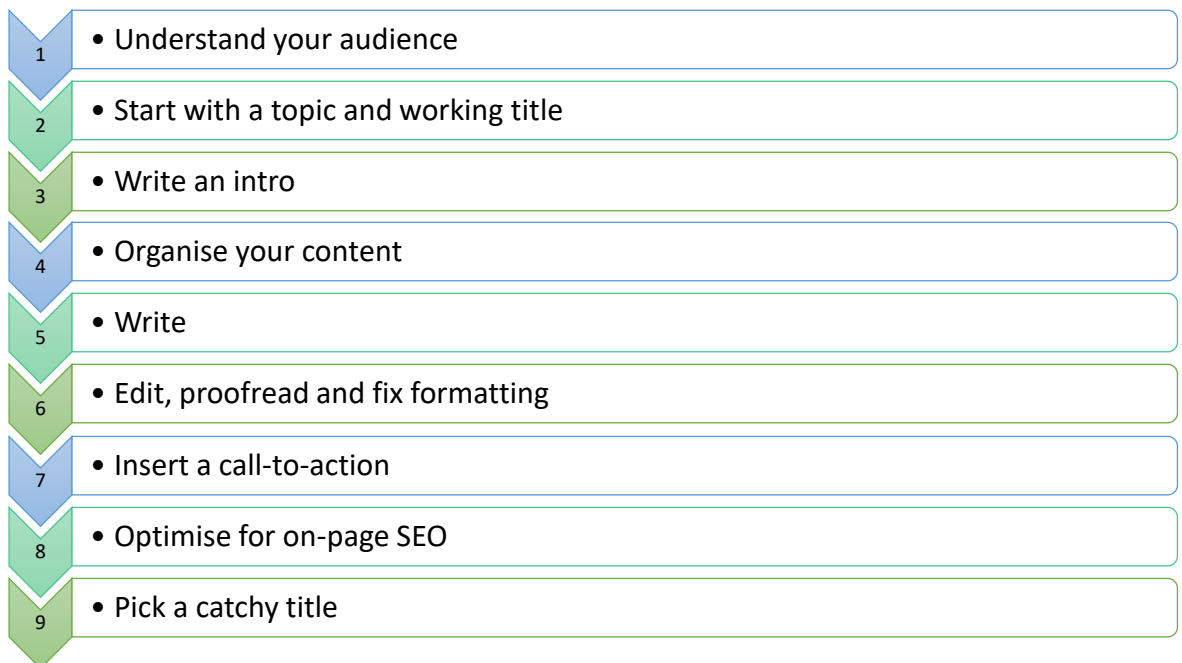 1 • Understand your audience
2 • Start with a topic and working title
3 • Write an intro
4 • Organise your content
5 • Write
6 • Edit, proofread and fix formatting
7 • Insert a call-to-action
8 • Optimise for on-page SEO
9 • Pick a catchy title